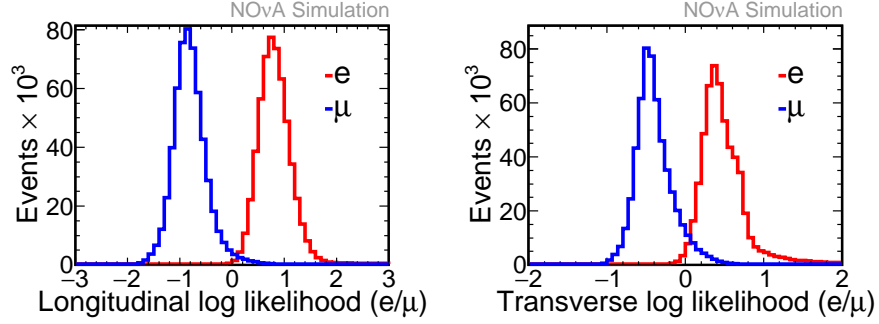 NOνA Simulation
80
60
40
20
0
Events × 10³
e
μ
−3 −2 −1 0 1 2 3
Longitudinal log likelihood (e/μ)
NOνA Simulation
80
60
40
20
0
Events × 10³
e
μ
−2 −1 0 1 2
Transverse log likelihood (e/μ)